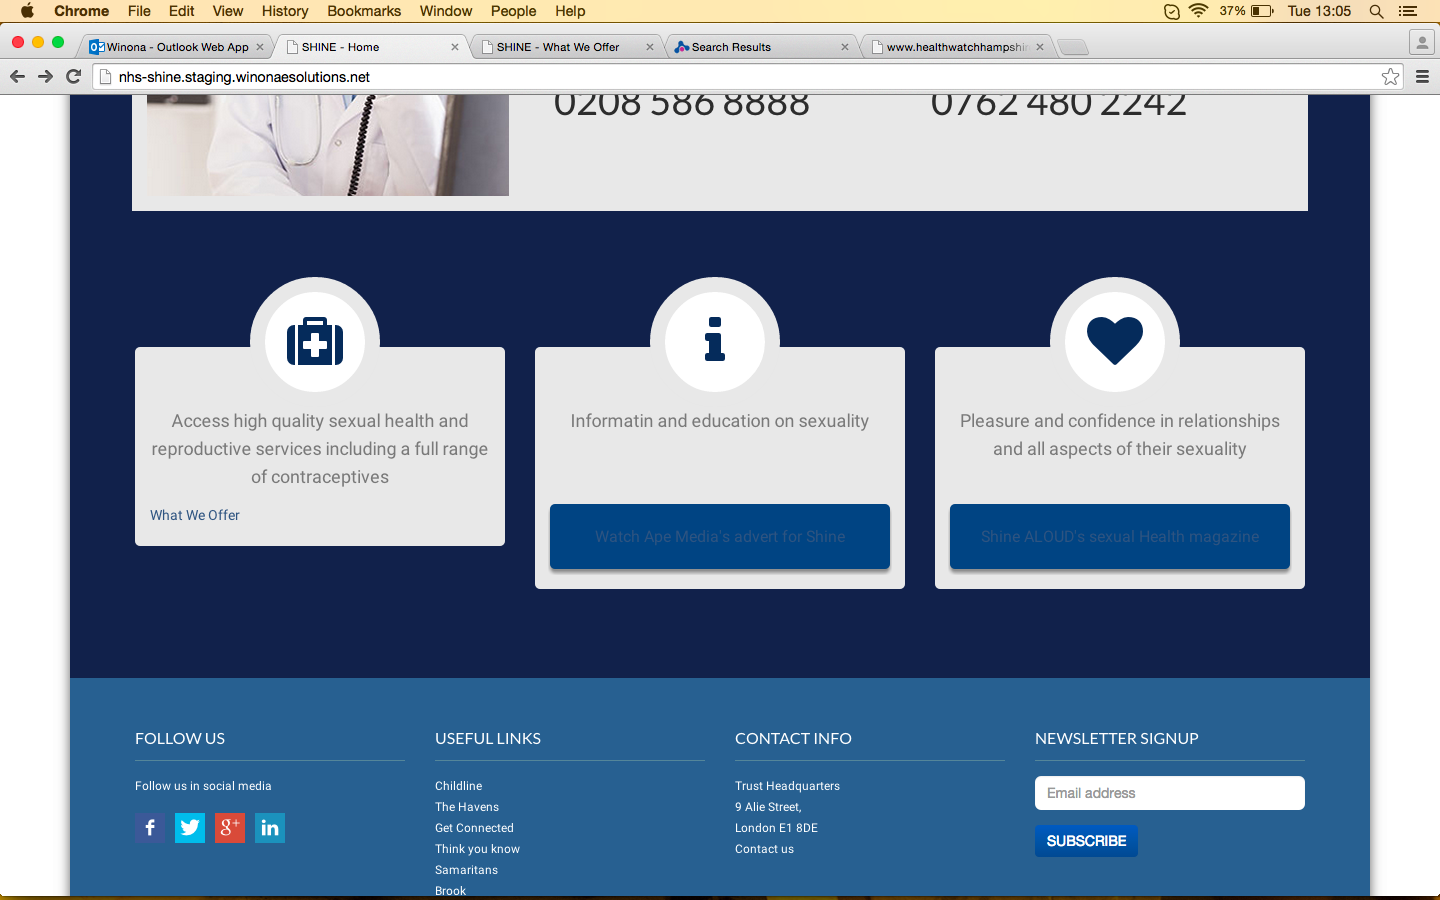 Chrome File Edit View History Bookmarks Window People Help 37% Tue 13:05
Winona - Outlook Web App SHINE - Home SHINE - What We Offer Search Results www.healthwatchhampshi
nhs-shine.staging.winonaesolutions.net
0208 586 8888 0762 480 2242
Access high quality sexual health and
reproductive services including a full range
of contraceptives
What We Offer
Informatin and education on sexuality
Watch Ape Media's advert for Shine
Pleasure and confidence in relationships
and all aspects of their sexuality
Shine ALOUD's sexual Health magazine
FOLLOW US
Follow us in social media
f g+ in
USEFUL LINKS
Childline
The Havens
Get Connected
Think you know
Samaritans
Brook
CONTACT INFO
Trust Headquarters
9 Alie Street,
London E1 8DE
Contact us
NEWSLETTER SIGNUP
Email address
SUBSCRIBE